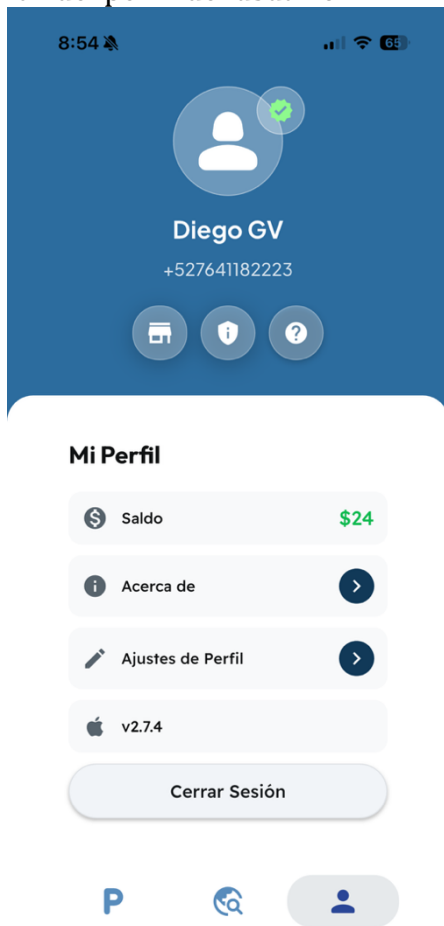 8:54
65
Diego GV
+527641182223
Mi Perfil
Saldo
$24
Acerca de
Ajustes de Perfil
v2.7.4
Cerrar Sesión
P